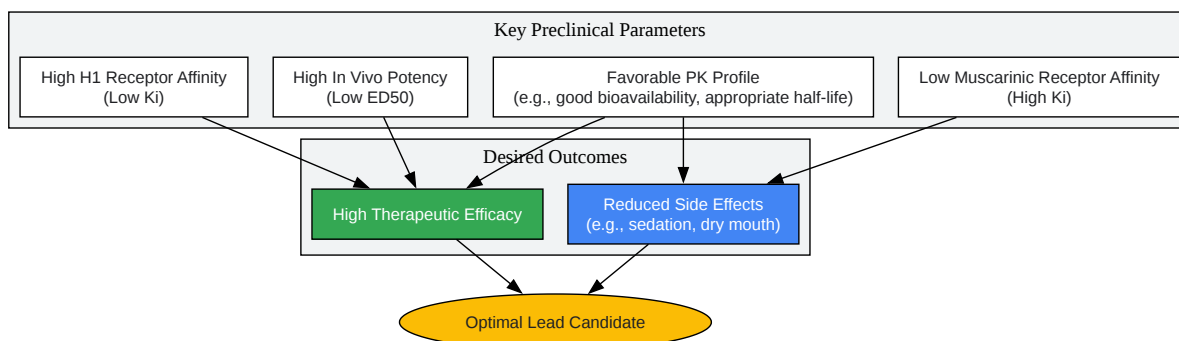 Key Preclinical Parameters
High H1 Receptor Affinity
(Low Ki)
High In Vivo Potency
(Low ED50)
Favorable PK Profile
(e.g., good bioavailability, appropriate half-life)
Low Muscarinic Receptor Affinity
(High Ki)
Desired Outcomes
High Therapeutic Efficacy
Reduced Side Effects
(e.g., sedation, dry mouth)
Optimal Lead Candidate